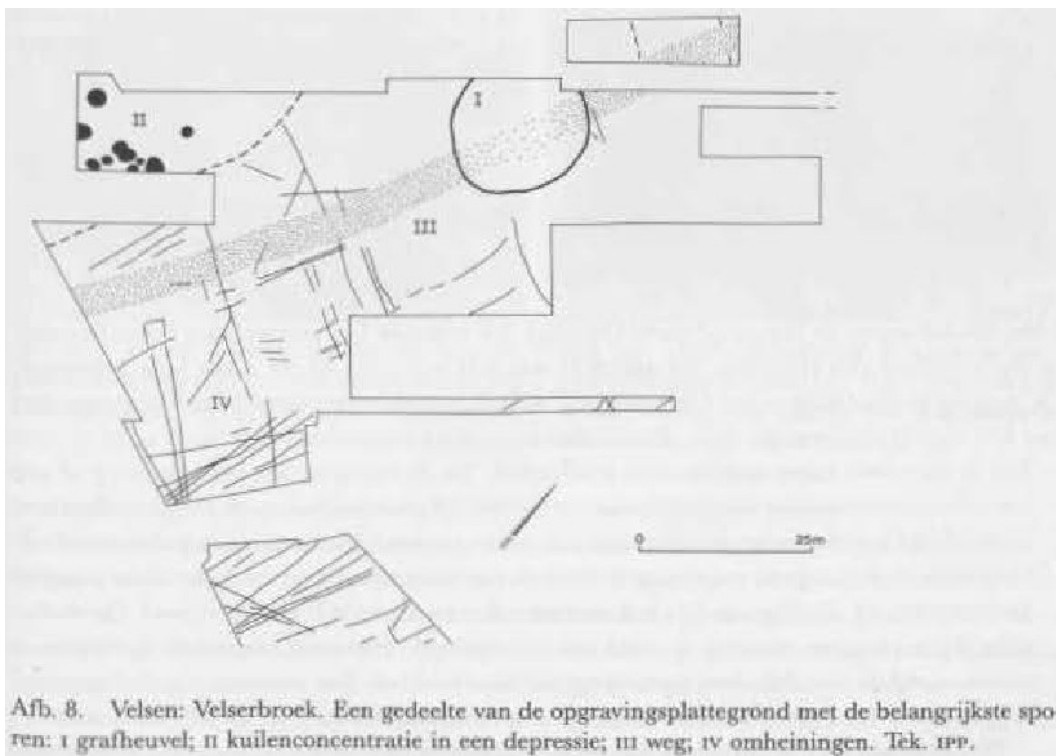 I
II
III
IV
0 25m
Afb. 8. Velsen: Velserbroek. Een gedeelte van de opgravingsplattegrond met de belangrijkste spo-
ren: I grafheuvel; II kuilenconcentratie in een depressie; III weg; IV omheiningen. Tek. IPP.